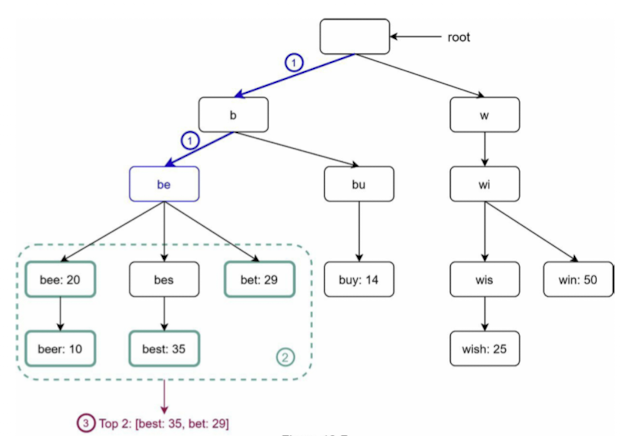 root
1
b
w
1
be
bu
wi
bee: 20
bes
bet: 29
buy: 14
wis
win: 50
beer: 10
best: 35
2
wish: 25
3 Top 2: [best: 35, bet: 29]